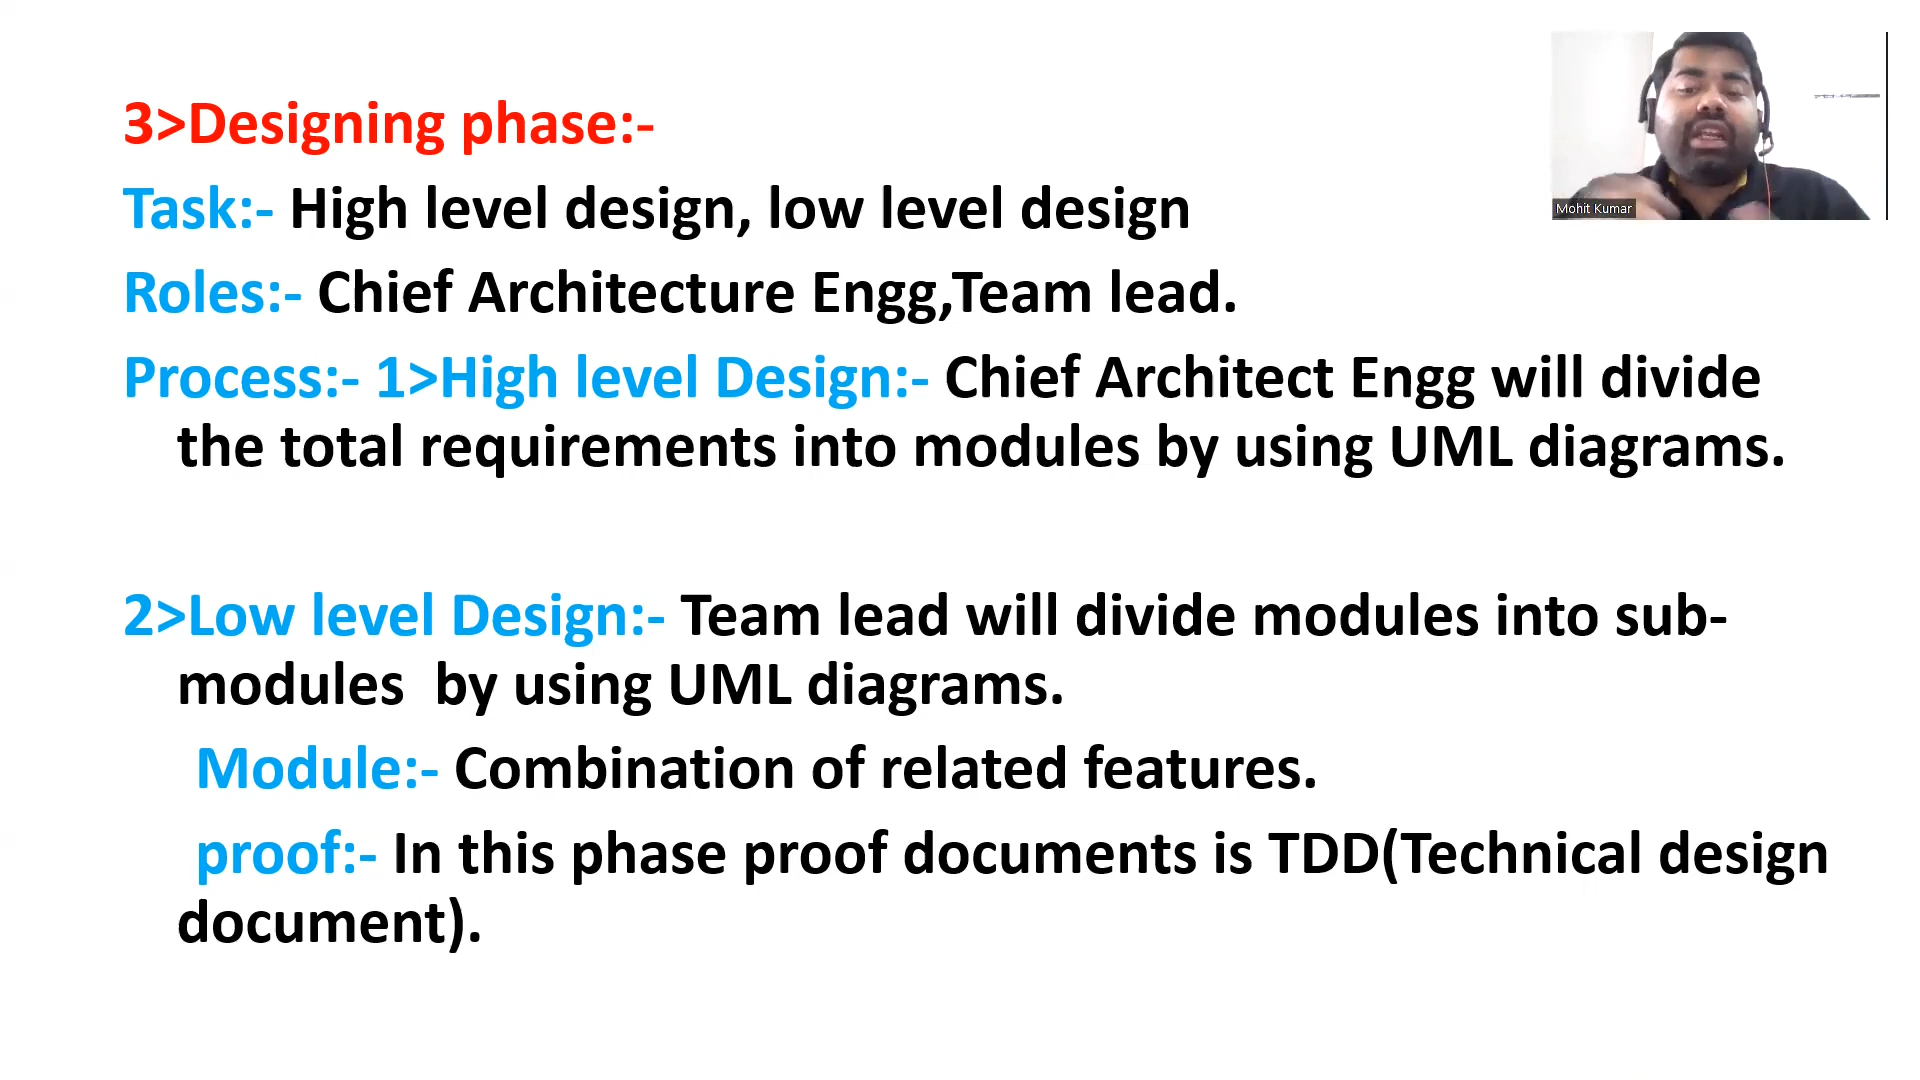 3>Designing phase:-
Task:- High level design, low level design
Roles:- Chief Architecture Engg,Team lead.
Process:- 1>High level Design:- Chief Architect Engg will divide
the total requirements into modules by using UML diagrams.
2>Low level Design:- Team lead will divide modules into sub-
modules  by using UML diagrams.
Module:- Combination of related features.
proof:- In this phase proof documents is TDD(Technical design
document).
Mohit Kumar